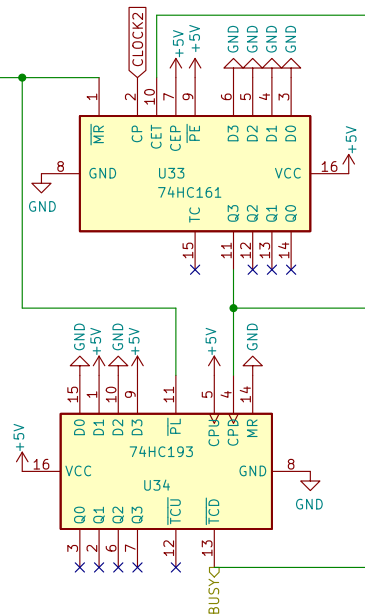 CLOCK2
+5V
+5V
GND
GND
GND
GND
1
2
10
7
9
6
5
4
3
MR
CP
CET
CEP
PE
D3
D2
D1
D0
8
GND
U33
VCC
16
+5V
GND
74HC161
TC
Q3
Q2
Q1
Q0
15
11
12
13
14
GND
+5V
GND
+5V
+5V
GND
15
1
10
9
11
5
4
14
D0
D1
D2
D3
PL
CPU
CPD
MR
+5V
74HC193
16
VCC
GND
8
U34
GND
Q0
Q1
Q2
Q3
TCU
TCD
3
2
6
7
12
13
BUSY